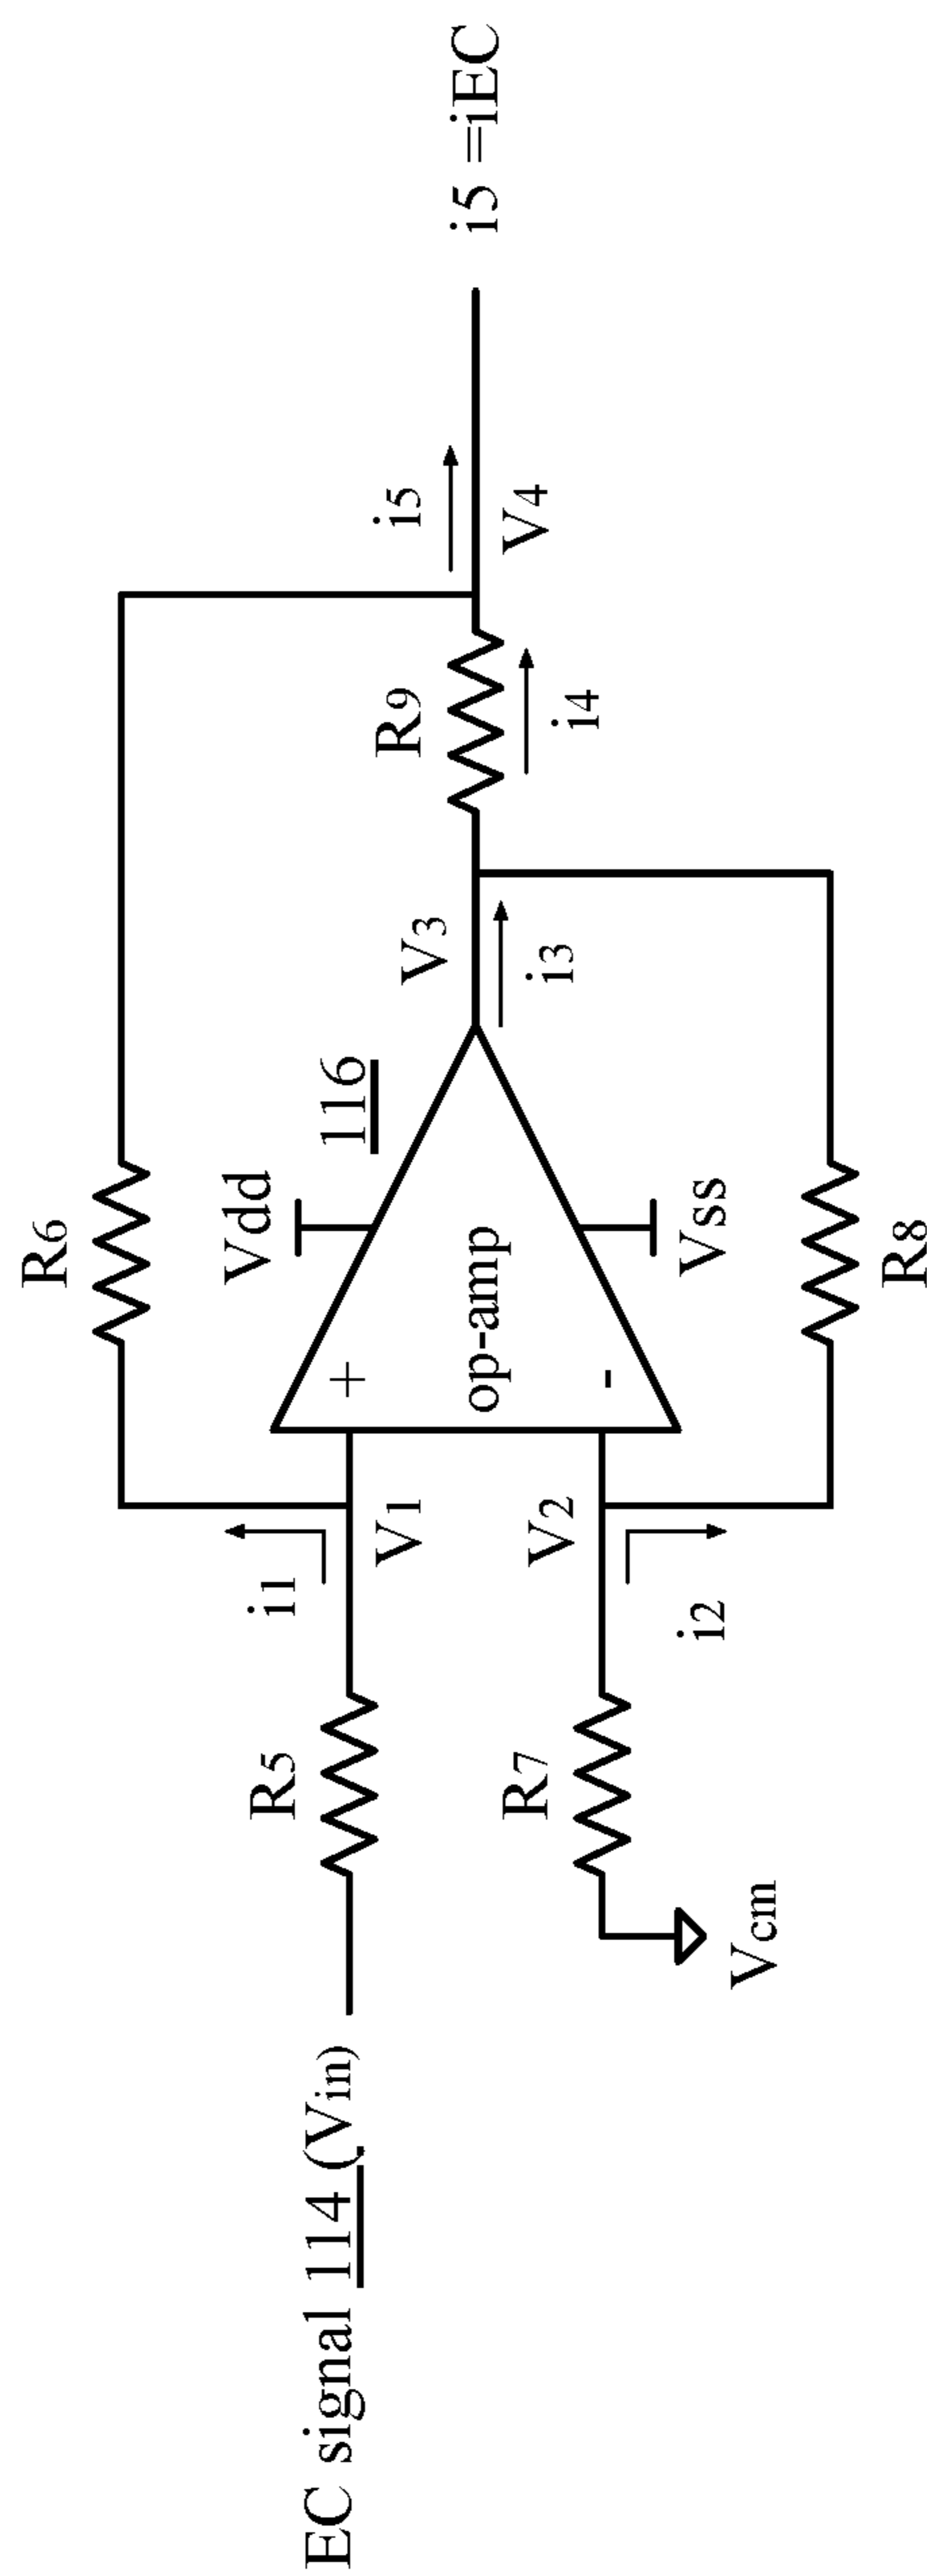 EC signal 114 (Vin)
R5
i1
V1
R6
R7
Vcm
V2
i2
+
-
op-amp
Vdd
Vss
116
R8
V3
i3
R9
i4
i5
V4
i5 =iEC